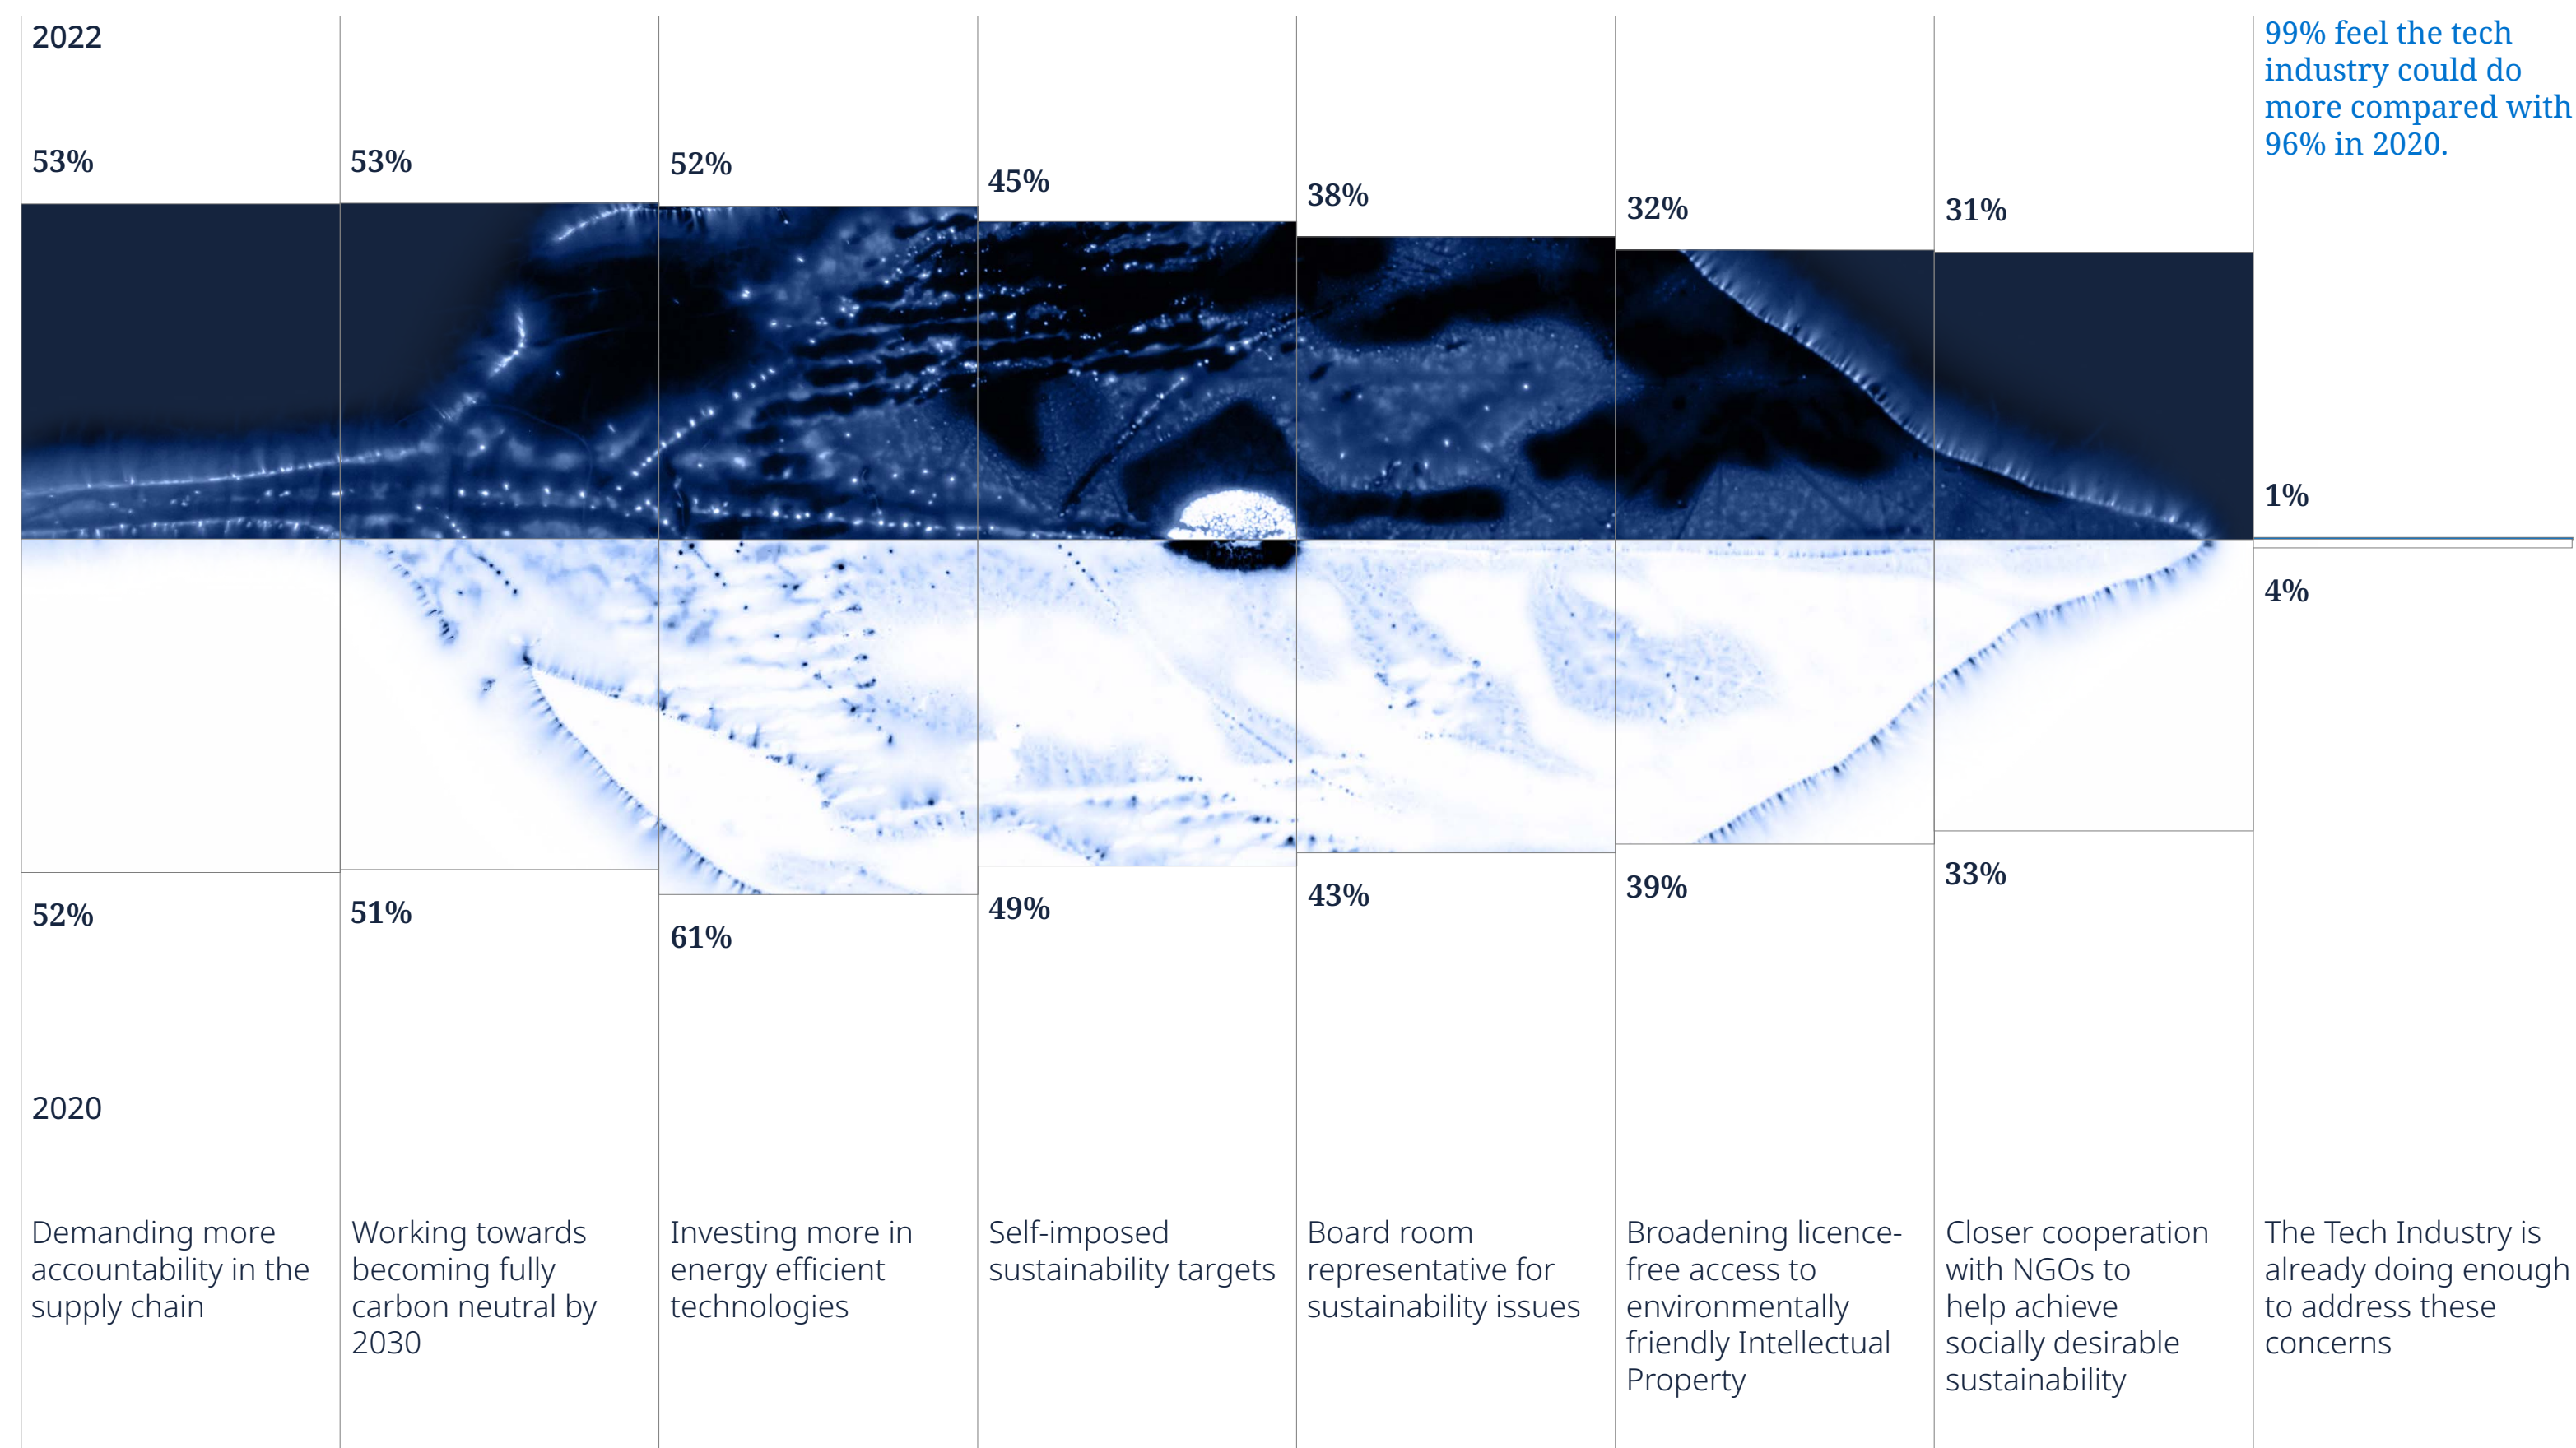 2022
53%
53%
52%
45%
38%
32%
31%
99% feel the tech
industry could do
more compared with
96% in 2020.
1%
4%
52%
51%
61%
49%
43%
39%
33%
2020
Demanding more
accountability in the
supply chain
Working towards
becoming fully
carbon neutral by
2030
Investing more in
energy efficient
technologies
Self-imposed
sustainability targets
Board room
representative for
sustainability issues
Broadening licence-
free access to
environmentally
friendly Intellectual
Property
Closer cooperation
with NGOs to
help achieve
socially desirable
sustainability
The Tech Industry is
already doing enough
to address these
concerns